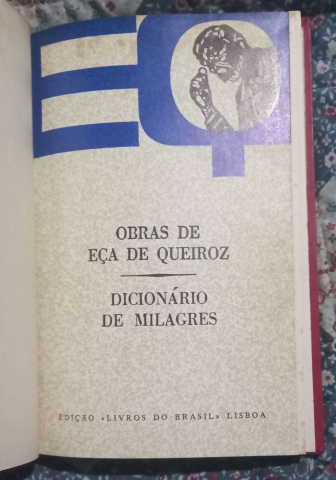 EQ
OBRAS DE
EÇA DE QUEIROZ
DICIONÁRIO
DE MILAGRES
EDIÇÃO «LIVROS DO BRASIL» LISBOA